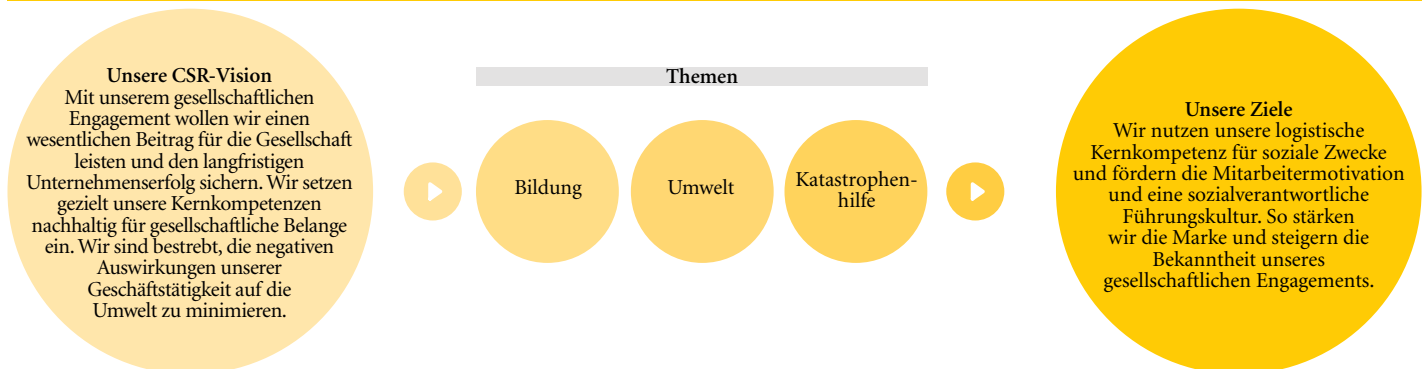 Unsere CSR-Vision
Mit unserem gesellschaftlichen
Engagement wollen wir einen
wesentlichen Beitrag für die Gesellschaft
leisten und den langfristigen
Unternehmenserfolg sichern. Wir setzen
gezielt unsere Kernkompetenzen
nachhaltig für gesellschaftliche Belange
ein. Wir sind bestrebt, die negativen
Auswirkungen unserer
Geschäftstätigkeit auf die
Umwelt zu minimieren.
Themen
Bildung
Umwelt
Katastrophen-
hilfe
Unsere Ziele
Wir nutzen unsere logistische
Kernkompetenz für soziale Zwecke
und fördern die Mitarbeitermotivation
und eine sozialverantwortliche
Führungskultur. So stärken
wir die Marke und steigern die
Bekanntheit unseres
gesellschaftlichen Engagements.